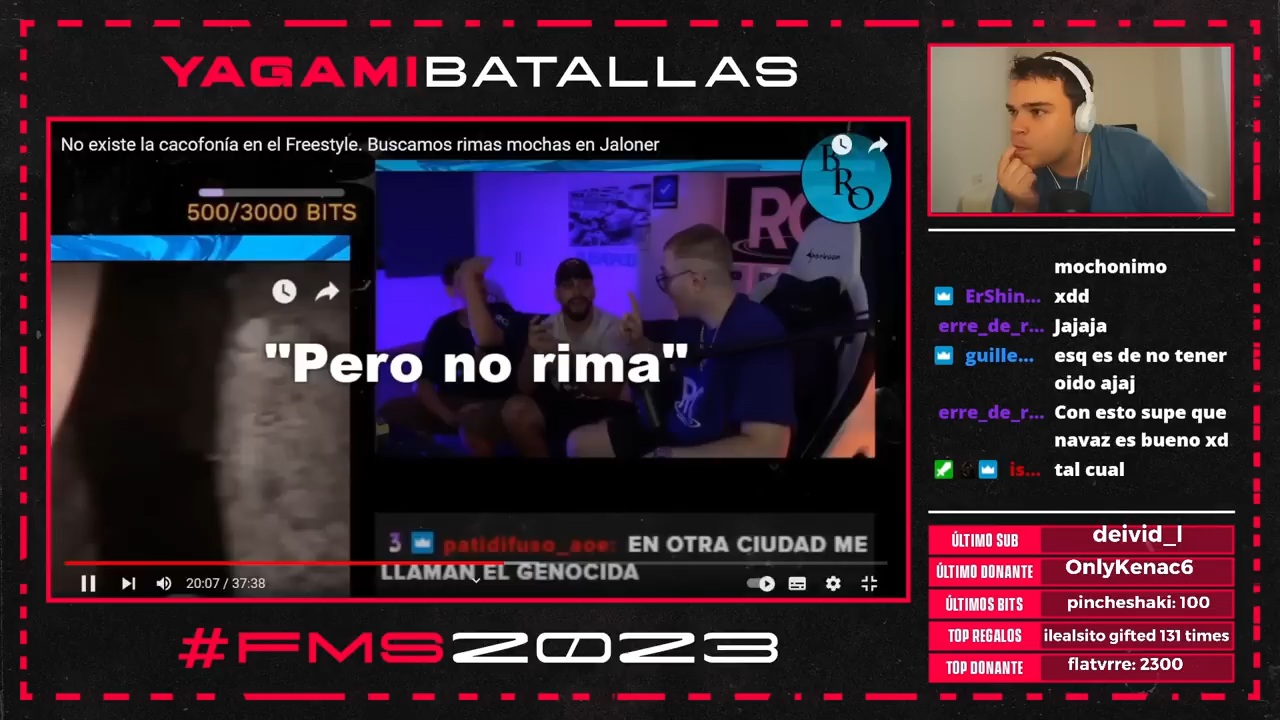 YAGAMIBATALLAS
No existe la cacofonía en el Freestyle. Buscamos rimas mochas en Jaloner
BRO
500/3000 BITS
"Pero no rima"
3 patidifuso_aoe: EN OTRA CIUDAD ME
LLAMAN EL GENOCIDA
20:07 / 37:38
#FMS2023
mochonimo
ErShin... xdd
erre_de_r... Jajaja
guille... esq es de no tener
oido ajaj
erre_de_r... Con esto supe que
navaz es bueno xd
is... tal cual
ÚLTIMO SUB deivid_l
ÚLTIMO DONANTE OnlyKenac6
ÚLTIMOS BITS pincheshaki: 100
TOP REGALOS ilealsito gifted 131 times
TOP DONANTE flatvrre: 2300